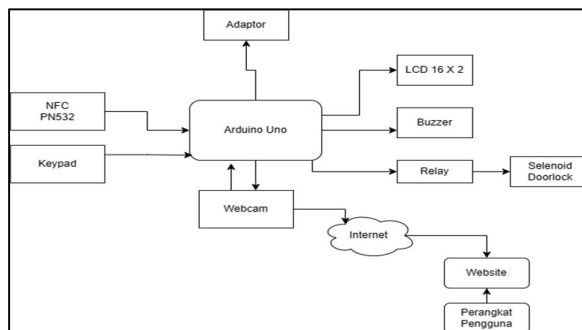 Adaptor
NFC
PN532
LCD 16 X 2
Arduino Uno
Buzzer
Keypad
Relay
Selenoid
Doorlock
Webcam
Internet
Website
Perangkat
Pengguna